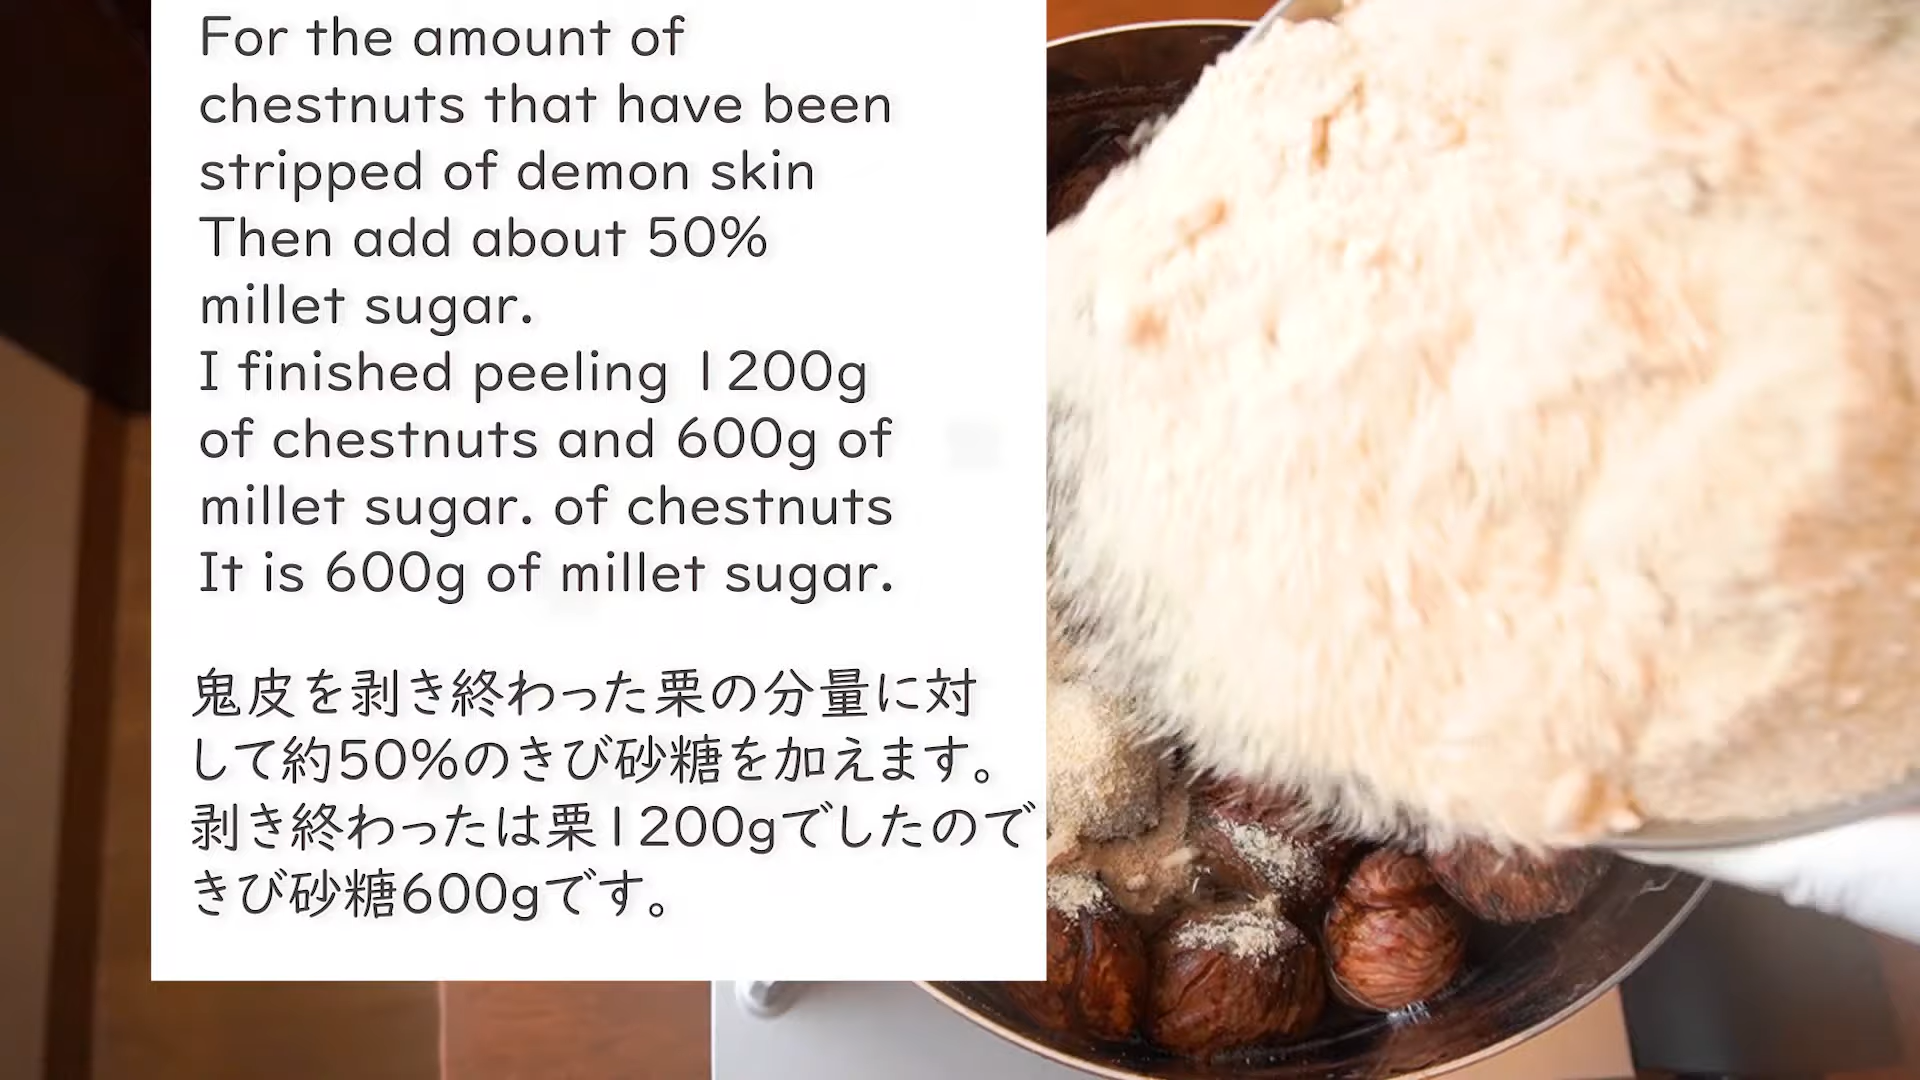 For the amount of
chestnuts that have been
stripped of demon skin
Then add about 50%
millet sugar.
I finished peeling 1200g
of chestnuts and 600g of
millet sugar. of chestnuts
It is 600g of millet sugar.
鬼皮を剥き終わった栗の分量に対
して約50%のきび砂糖を加えます。
剥き終わったは栗1200gでしたので
きび砂糖600gです。